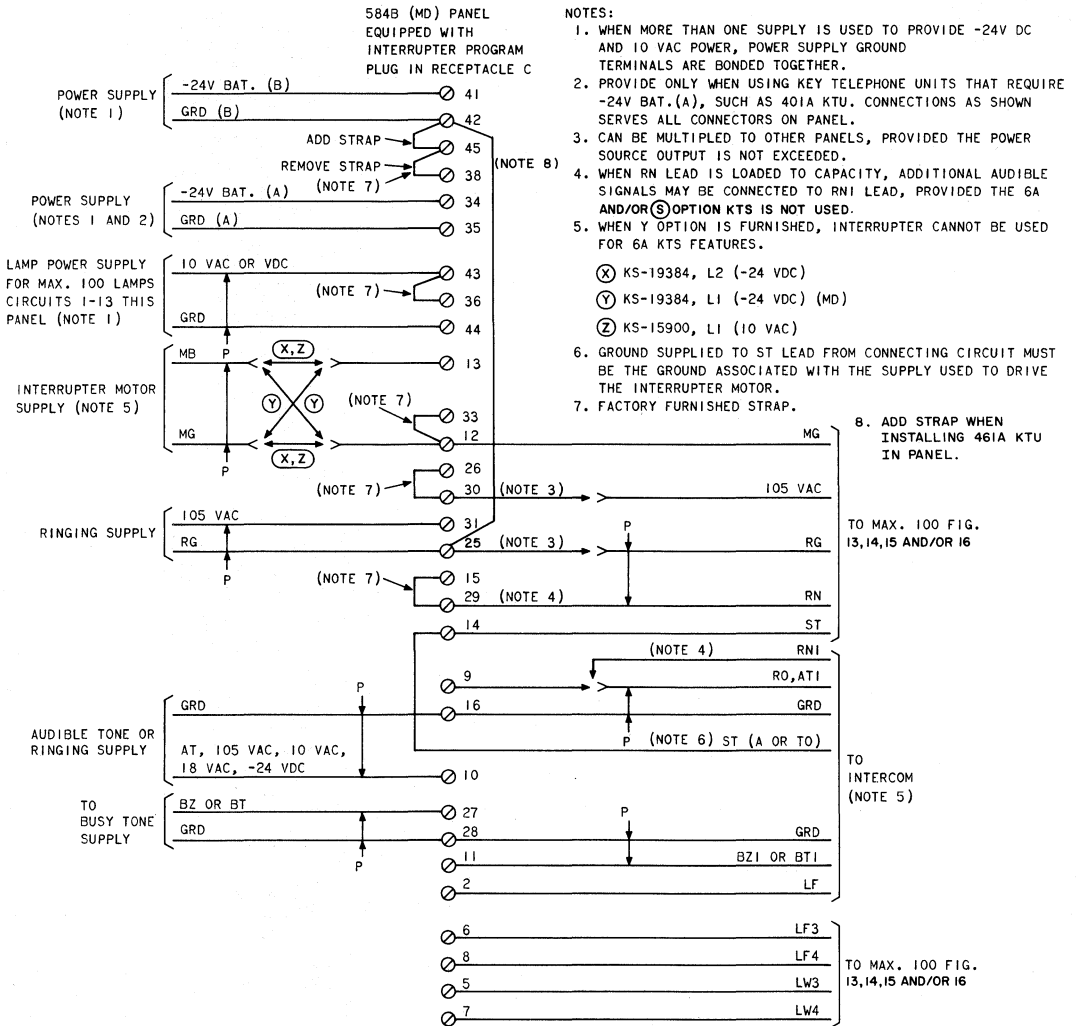 584B (MD) PANEL
EQUIPPED WITH
INTERRUPTER PROGRAM
PLUG IN RECEPTACLE C
NOTES:
1. WHEN MORE THAN ONE SUPPLY IS USED TO PROVIDE -24V DC
AND 10 VAC POWER, POWER SUPPLY GROUND
TERMINALS ARE BONDED TOGETHER.
2. PROVIDE ONLY WHEN USING KEY TELEPHONE UNITS THAT REQUIRE
-24V BAT.(A), SUCH AS 401A KTU. CONNECTIONS AS SHOWN
SERVES ALL CONNECTORS ON PANEL.
3. CAN BE MULTIPLED TO OTHER PANELS, PROVIDED THE POWER
SOURCE OUTPUT IS NOT EXCEEDED.
4. WHEN RN LEAD IS LOADED TO CAPACITY, ADDITIONAL AUDIBLE
SIGNALS MAY BE CONNECTED TO RN1 LEAD, PROVIDED THE 6A
AND/OR (S) OPTION KTS IS NOT USED.
5. WHEN Y OPTION IS FURNISHED, INTERRUPTER CANNOT BE USED
FOR 6A KTS FEATURES.
(X) KS-19384, L2 (-24 VDC)
(Y) KS-19384, L1 (-24 VDC) (MD)
(Z) KS-15900, L1 (10 VAC)
6. GROUND SUPPLIED TO ST LEAD FROM CONNECTING CIRCUIT MUST
BE THE GROUND ASSOCIATED WITH THE SUPPLY USED TO DRIVE
THE INTERRUPTER MOTOR.
7. FACTORY FURNISHED STRAP.
8. ADD STRAP WHEN
INSTALLING 461A KTU
IN PANEL.
POWER SUPPLY
(NOTE 1)
-24V BAT. (B)
41
GRD (B)
42
ADD STRAP
45
REMOVE STRAP
(NOTE 7)
38
(NOTE 8)
POWER SUPPLY
(NOTES 1 AND 2)
-24V BAT. (A)
34
GRD (A)
35
LAMP POWER SUPPLY
FOR MAX. 100 LAMPS
CIRCUITS 1-13 THIS
PANEL (NOTE 1)
10 VAC OR VDC
43
(NOTE 7)
36
GRD
44
P
INTERRUPTER MOTOR
SUPPLY (NOTE 5)
MB
X,Z
13
Y
Y
(NOTE 7)
33
MG
X,Z
12
MG
P
26
(NOTE 7)
30
(NOTE 3)
105 VAC
RINGING SUPPLY
105 VAC
31
RG
25
(NOTE 3)
P
RG
P
(NOTE 7)
15
29
(NOTE 4)
RN
14
ST
TO MAX. 100 FIG.
13,14,15 AND/OR 16
(NOTE 4)
RN1
9
RO,AT1
AUDIBLE TONE OR
RINGING SUPPLY
P
GRD
16
GRD
P
(NOTE 6) ST (A OR TO)
AT, 105 VAC, 10 VAC,
18 VAC, -24 VDC
10
TO
INTERCOM
(NOTE 5)
TO
BUSY TONE
SUPPLY
BZ OR BT
27
GRD
28
P
GRD
P
11
BZ1 OR BT1
2
LF
6
LF3
8
LF4
5
LW3
7
LW4
TO MAX. 100 FIG.
13,14,15 AND/OR 16